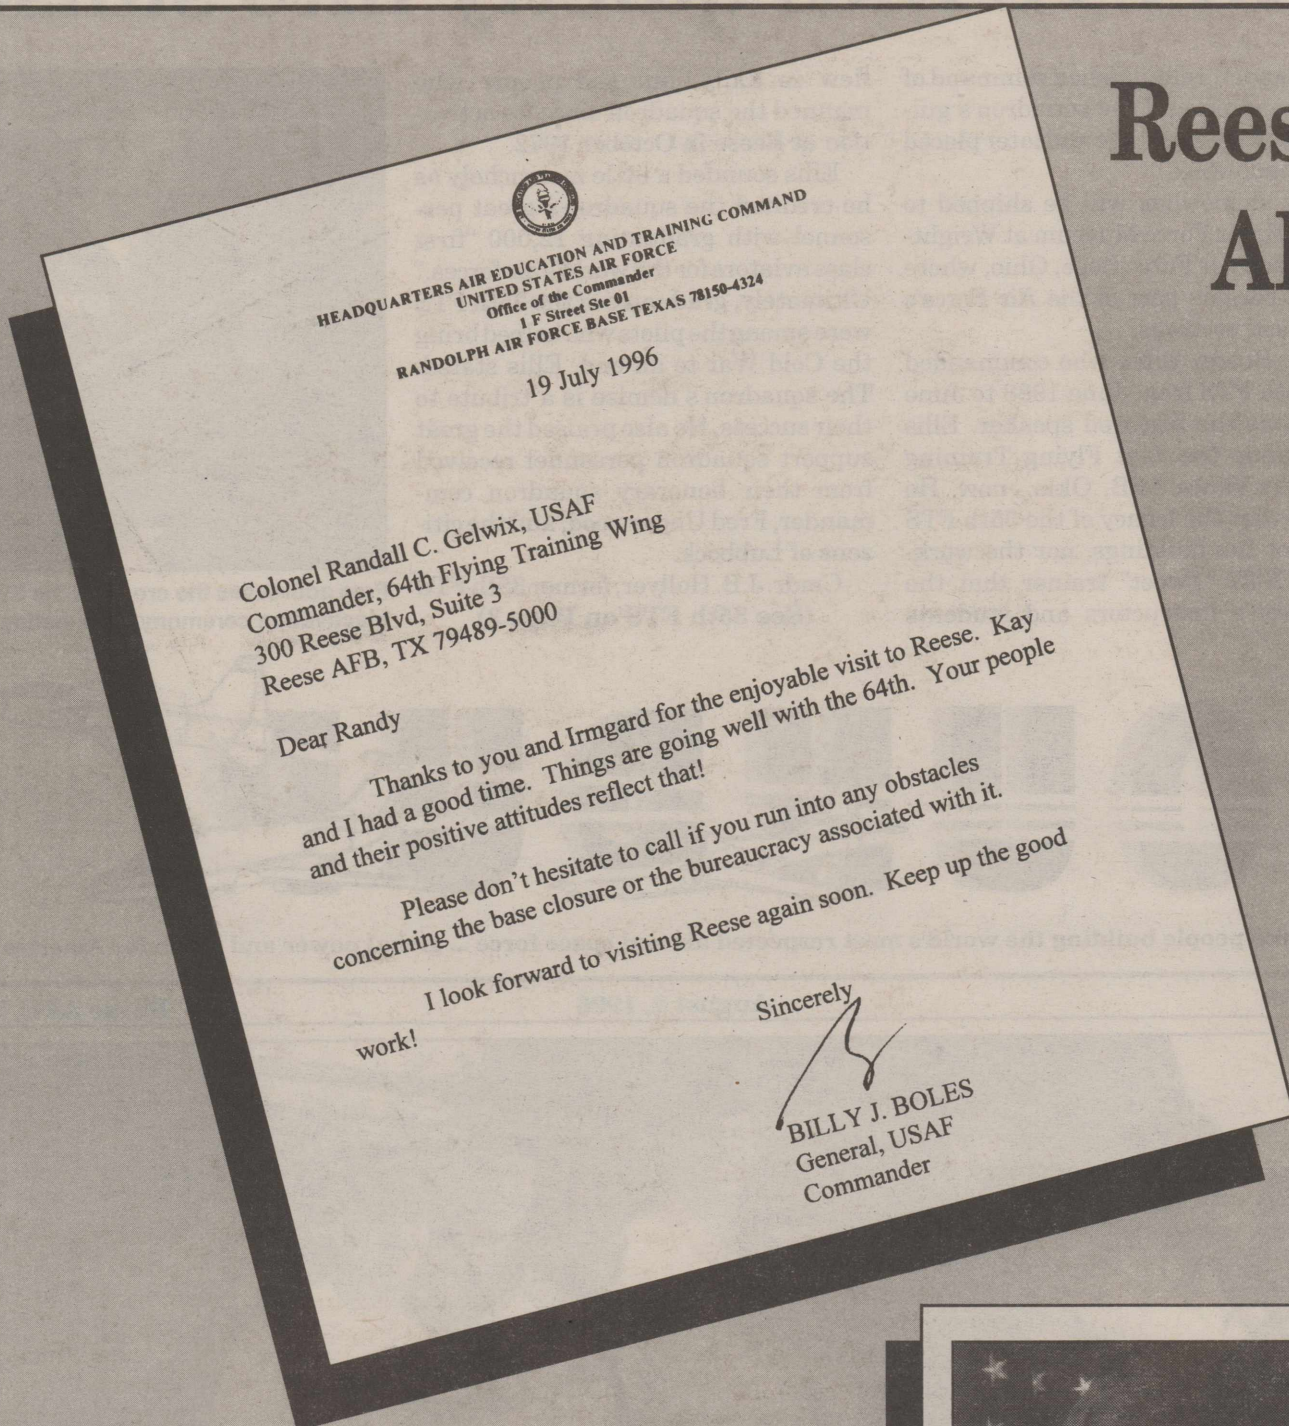 Rees
AE
HEADQUARTERS AIR EDUCATION AND TRAINING COMMAND
UNITED STATES AIR FORCE
Office of the Commander
1 F Street Ste 01
RANDOLPH AIR FORCE BASE TEXAS 78150-4324
19 July 1996
Colonel Randall C. Gelwix, USAF
Commander, 64th Flying Training Wing
300 Reese Blvd, Suite 3
Reese AFB, TX 79489-5000
Dear Randy
Thanks to you and Irmgard for the enjoyable visit to Reese. Kay
and I had a good time. Things are going well with the 64th. Your people
and their positive attitudes reflect that!
Please don't hesitate to call if you run into any obstacles
concerning the base closure or the bureaucracy associated with it.
I look forward to visiting Reese again soon. Keep up the good
work!
Sincerely
BILLY J. BOLES
General, USAF
Commander